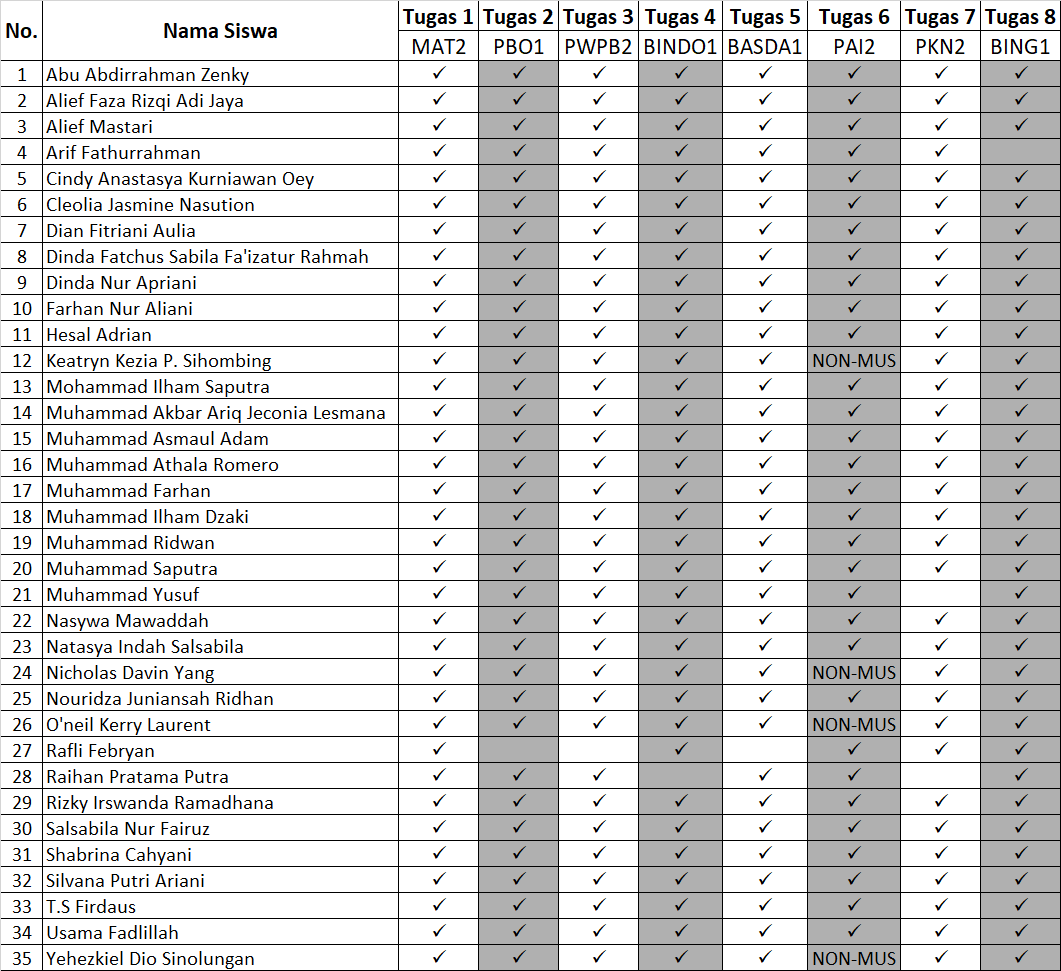 No. Nama Siswa Tugas 1 Tugas 2 Tugas 3 Tugas 4 Tugas 5 Tugas 6 Tugas 7 Tugas 8
MAT2 PBO1 PWPB2 BINDO1 BASDA1 PAI2 PKN2 BING1
1 Abu Abdirrahman Zenky ✓ ✓ ✓ ✓ ✓ ✓ ✓ ✓
2 Alief Faza Rizqi Adi Jaya ✓ ✓ ✓ ✓ ✓ ✓ ✓ ✓
3 Alief Mastari ✓ ✓ ✓ ✓ ✓ ✓ ✓ ✓
4 Arif Fathurrahman ✓ ✓ ✓ ✓ ✓ ✓ ✓
5 Cindy Anastasya Kurniawan Oey ✓ ✓ ✓ ✓ ✓ ✓ ✓ ✓
6 Cleolia Jasmine Nasution ✓ ✓ ✓ ✓ ✓ ✓ ✓ ✓
7 Dian Fitriani Aulia ✓ ✓ ✓ ✓ ✓ ✓ ✓ ✓
8 Dinda Fatchus Sabila Fa'izatur Rahmah ✓ ✓ ✓ ✓ ✓ ✓ ✓ ✓
9 Dinda Nur Apriani ✓ ✓ ✓ ✓ ✓ ✓ ✓ ✓
10 Farhan Nur Aliani ✓ ✓ ✓ ✓ ✓ ✓ ✓ ✓
11 Hesal Adrian ✓ ✓ ✓ ✓ ✓ ✓ ✓ ✓
12 Keatryn Kezia P. Sihombing ✓ ✓ ✓ ✓ ✓ NON-MUS ✓ ✓
13 Mohammad Ilham Saputra ✓ ✓ ✓ ✓ ✓ ✓ ✓ ✓
14 Muhammad Akbar Ariq Jeconia Lesmana ✓ ✓ ✓ ✓ ✓ ✓ ✓ ✓
15 Muhammad Asmaul Adam ✓ ✓ ✓ ✓ ✓ ✓ ✓ ✓
16 Muhammad Athala Romero ✓ ✓ ✓ ✓ ✓ ✓ ✓ ✓
17 Muhammad Farhan ✓ ✓ ✓ ✓ ✓ ✓ ✓ ✓
18 Muhammad Ilham Dzaki ✓ ✓ ✓ ✓ ✓ ✓ ✓ ✓
19 Muhammad Ridwan ✓ ✓ ✓ ✓ ✓ ✓ ✓ ✓
20 Muhammad Saputra ✓ ✓ ✓ ✓ ✓ ✓ ✓ ✓
21 Muhammad Yusuf ✓ ✓ ✓ ✓ ✓ ✓ ✓
22 Nasywa Mawaddah ✓ ✓ ✓ ✓ ✓ ✓ ✓ ✓
23 Natasya Indah Salsabila ✓ ✓ ✓ ✓ ✓ ✓ ✓ ✓
24 Nicholas Davin Yang ✓ ✓ ✓ ✓ ✓ NON-MUS ✓ ✓
25 Nouridza Juniansah Ridhan ✓ ✓ ✓ ✓ ✓ ✓ ✓ ✓
26 O'neil Kerry Laurent ✓ ✓ ✓ ✓ ✓ NON-MUS ✓ ✓
27 Rafli Febryan ✓ ✓ ✓ ✓ ✓
28 Raihan Pratama Putra ✓ ✓ ✓ ✓ ✓ ✓
29 Rizky Irswanda Ramadhana ✓ ✓ ✓ ✓ ✓ ✓ ✓ ✓
30 Salsabila Nur Fairuz ✓ ✓ ✓ ✓ ✓ ✓ ✓ ✓
31 Shabrina Cahyani ✓ ✓ ✓ ✓ ✓ ✓ ✓ ✓
32 Silvana Putri Ariani ✓ ✓ ✓ ✓ ✓ ✓ ✓ ✓
33 T.S Firdaus ✓ ✓ ✓ ✓ ✓ ✓ ✓ ✓
34 Usama Fadlillah ✓ ✓ ✓ ✓ ✓ ✓ ✓ ✓
35 Yehezkiel Dio Sinolungan ✓ ✓ ✓ ✓ ✓ NON-MUS ✓ ✓